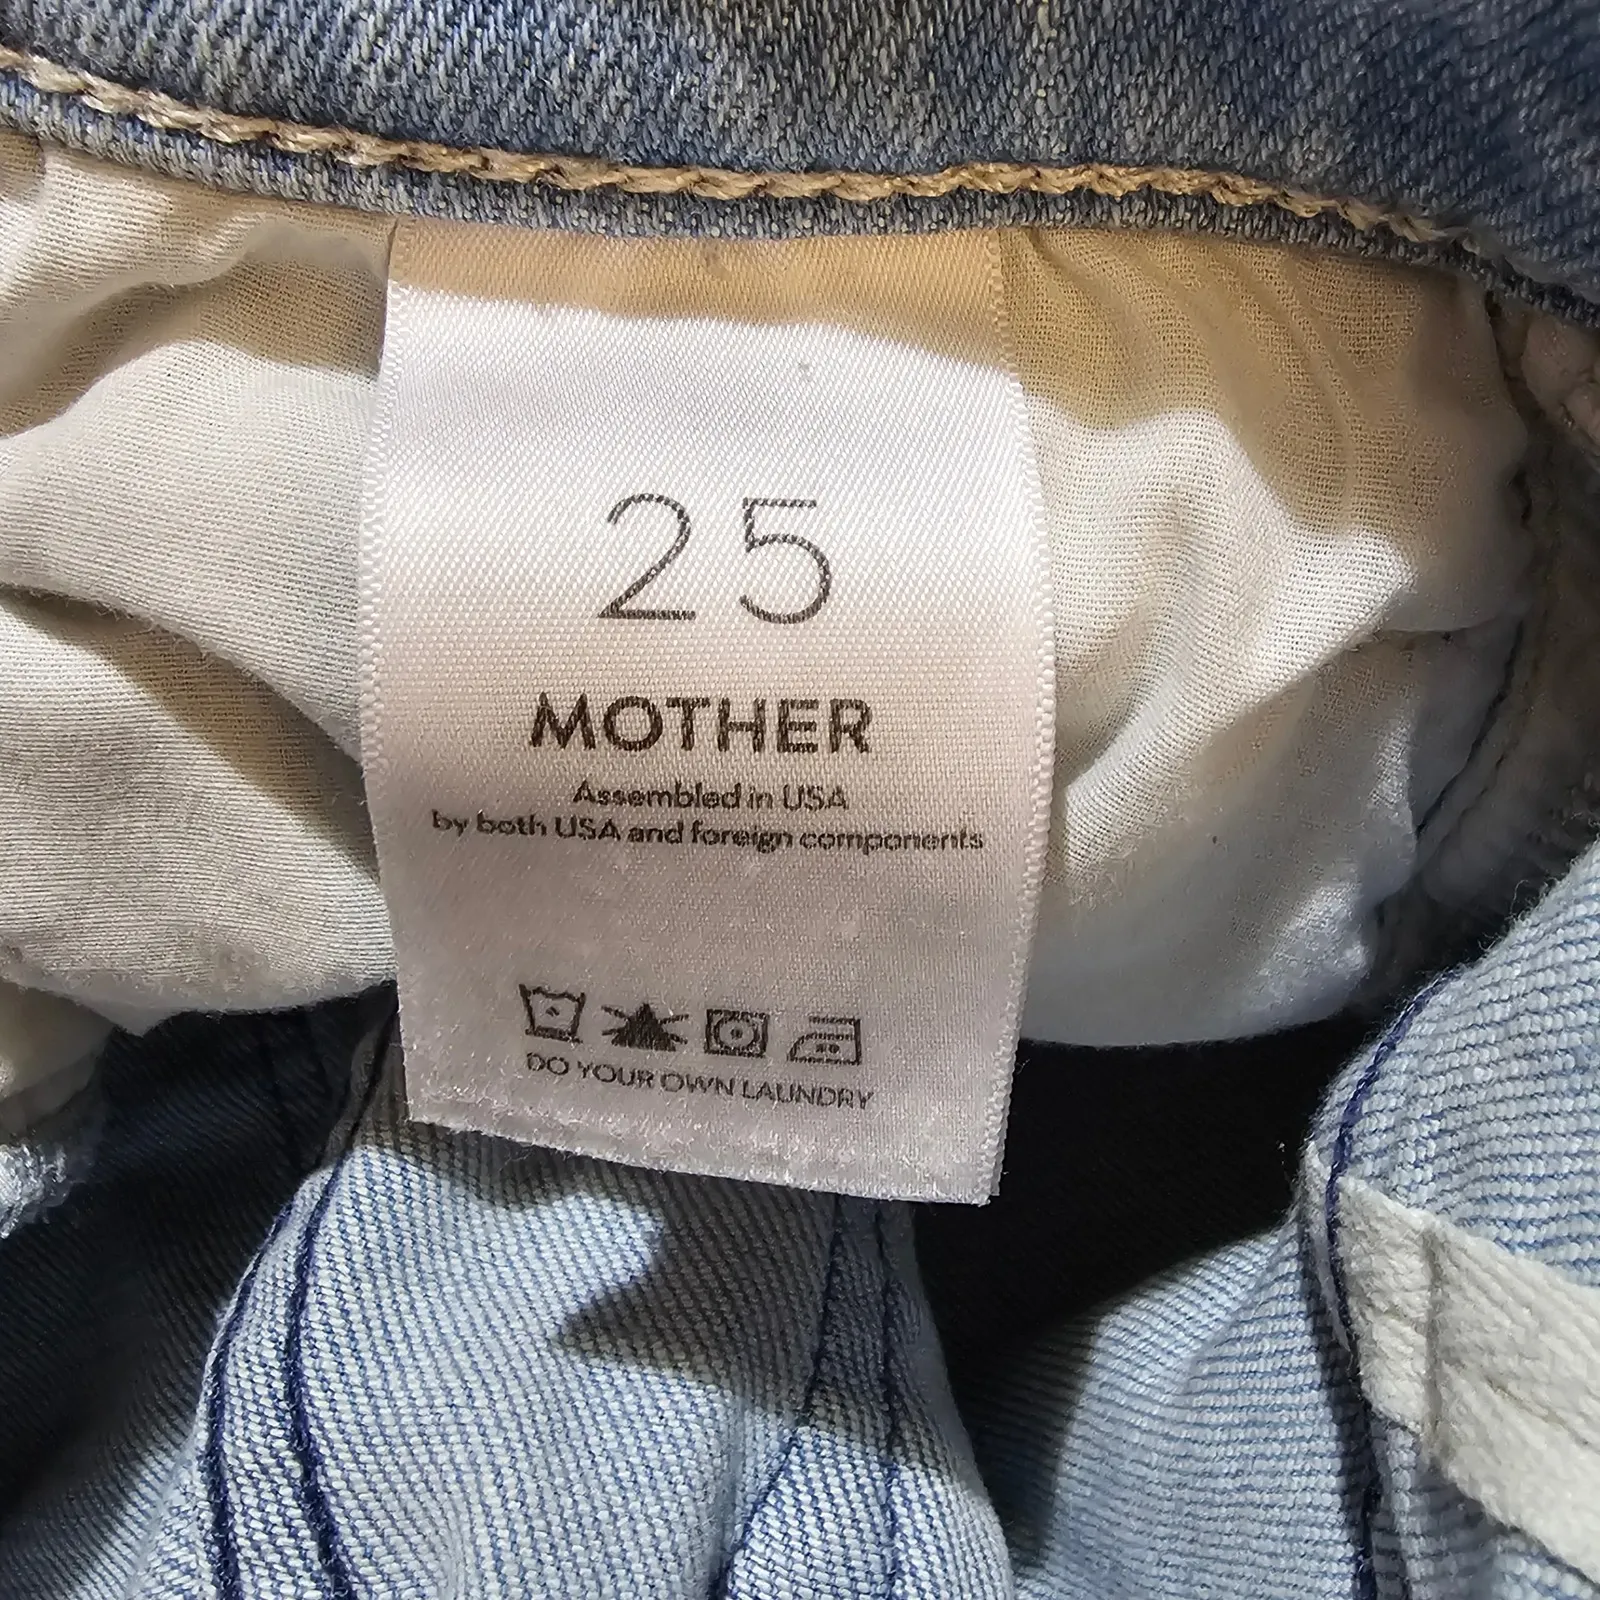 25
MOTHER
Assembled in USA
by both USA and foreign components
DO YOUR OWN LAUNDRY